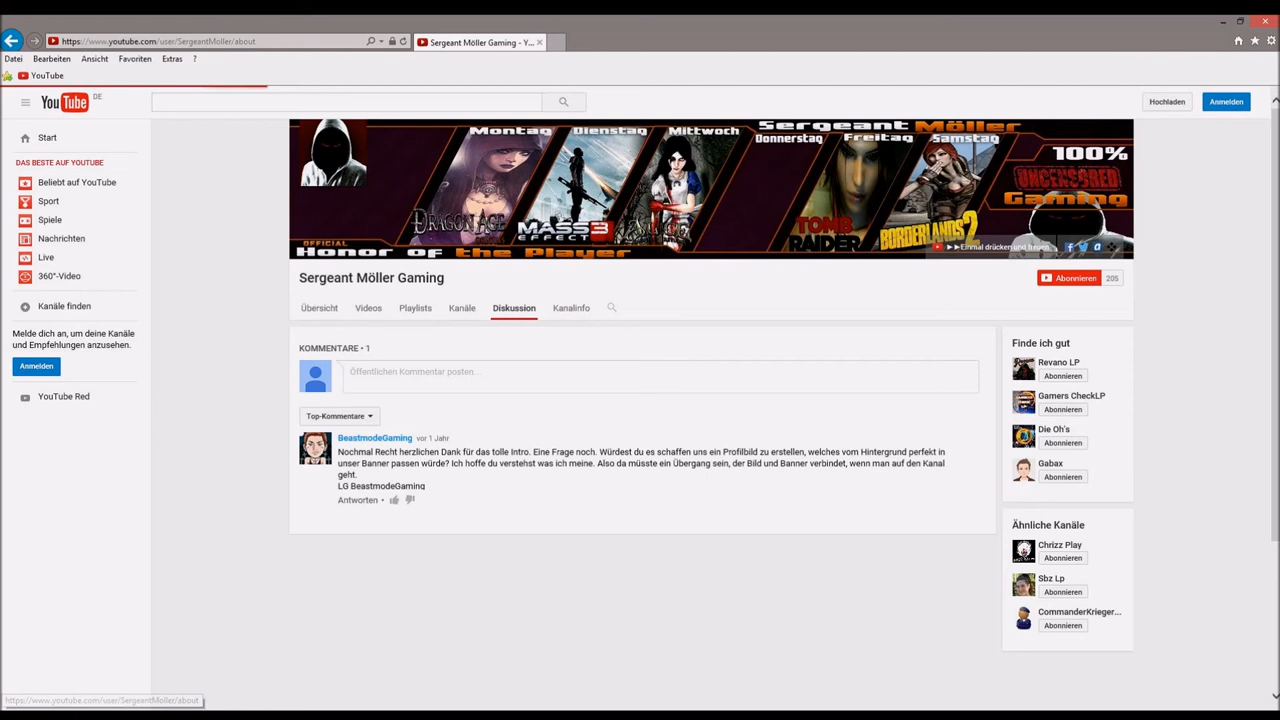 https://www.youtube.com/user/SergeantMoller/about
Sergeant Möller Gaming - Y...
Datei Bearbeiten Ansicht Favoriten Extras ?
YouTube
YouTube DE
Hochladen
Anmelden
Start
DAS BESTE AUF YOUTUBE
Beliebt auf YouTube
Sport
Spiele
Nachrichten
Live
360°-Video
Kanäle finden
Melde dich an, um deine Kanäle
und Empfehlungen anzusehen.
Anmelden
YouTube Red
Sergeant Möller
Montag Dienstag Mittwoch Donnerstag Freitag Samstag
100%
UNCENSORED
Gaming
DRAGON AGE
MASS EFFECT 3
TOMB RAIDER
BORDERLANDS 2
OFFICIAL
Honor of the Player
►►Einmal drücken und freuen
Sergeant Möller Gaming
Abonnieren 205
Übersicht Videos Playlists Kanäle Diskussion Kanalinfo
KOMMENTARE • 1
Öffentlichen Kommentar posten...
Top-Kommentare
BeastmodeGaming vor 1 Jahr
Nochmal Recht herzlichen Dank für das tolle Intro. Eine Frage noch. Würdest du es schaffen uns ein Profilbild zu erstellen, welches vom Hintergrund perfekt in
unser Banner passen würde? Ich hoffe du verstehst was ich meine. Also da müsste ein Übergang sein, der Bild und Banner verbindet, wenn man auf den Kanal
geht.
LG BeastmodeGaming
Antworten •
Finde ich gut
Revano LP
Abonnieren
Gamers CheckLP
Abonnieren
Die Oh's
Abonnieren
Gabax
Abonnieren
Ähnliche Kanäle
Chrizz Play
Abonnieren
Sbz Lp
Abonnieren
CommanderKrieger...
Abonnieren
https://www.youtube.com/user/SergeantMoller/about